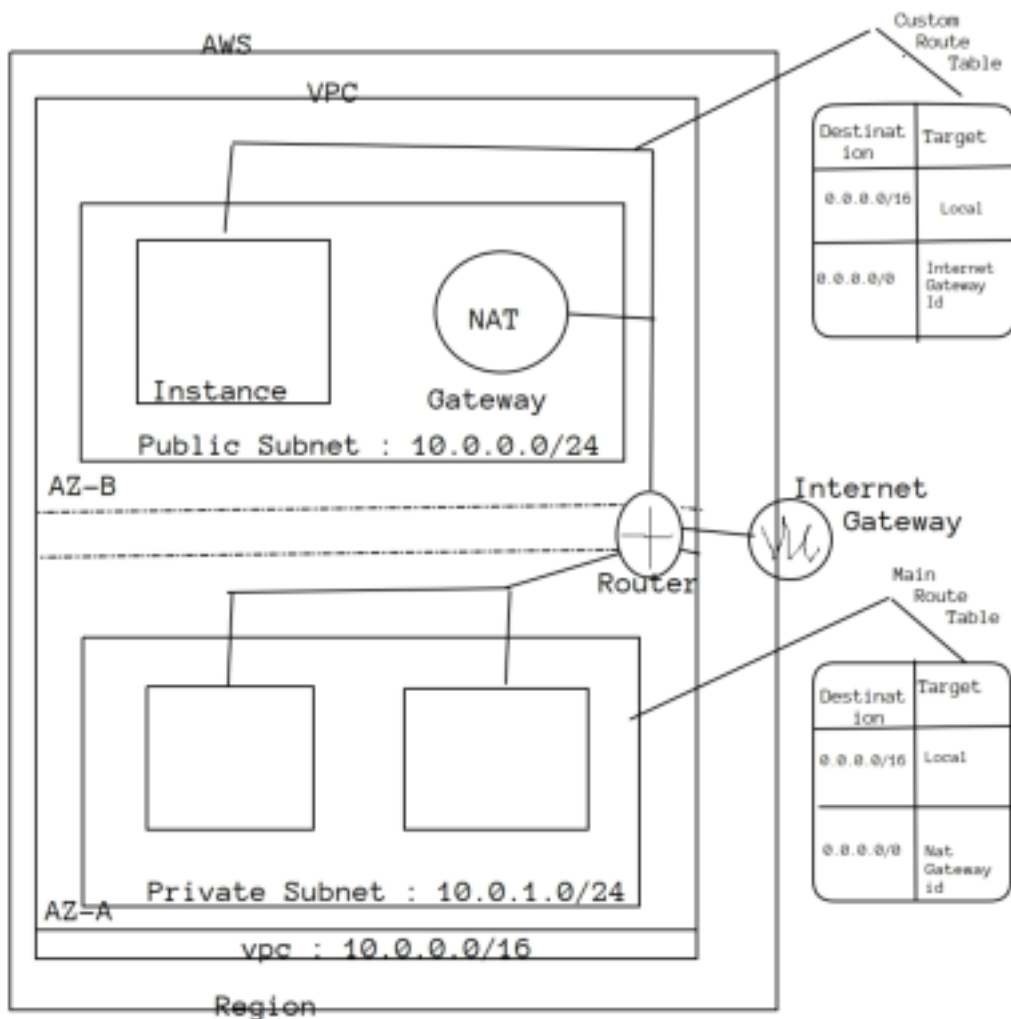 AWS
VPC
Custom
Route
Table
Destinat
ion
Target
0.0.0.0/16
Local
0.0.0.0/0
Internet
Gateway
Id
Instance
NAT
Gateway
Public Subnet : 10.0.0.0/24
AZ-B
Internet
Gateway
Router
Main
Route
Table
Destinat
ion
Target
0.0.0.0/16
Local
0.0.0.0/0
Nat
Gateway
id
Private Subnet : 10.0.1.0/24
AZ-A
vpc : 10.0.0.0/16
Region